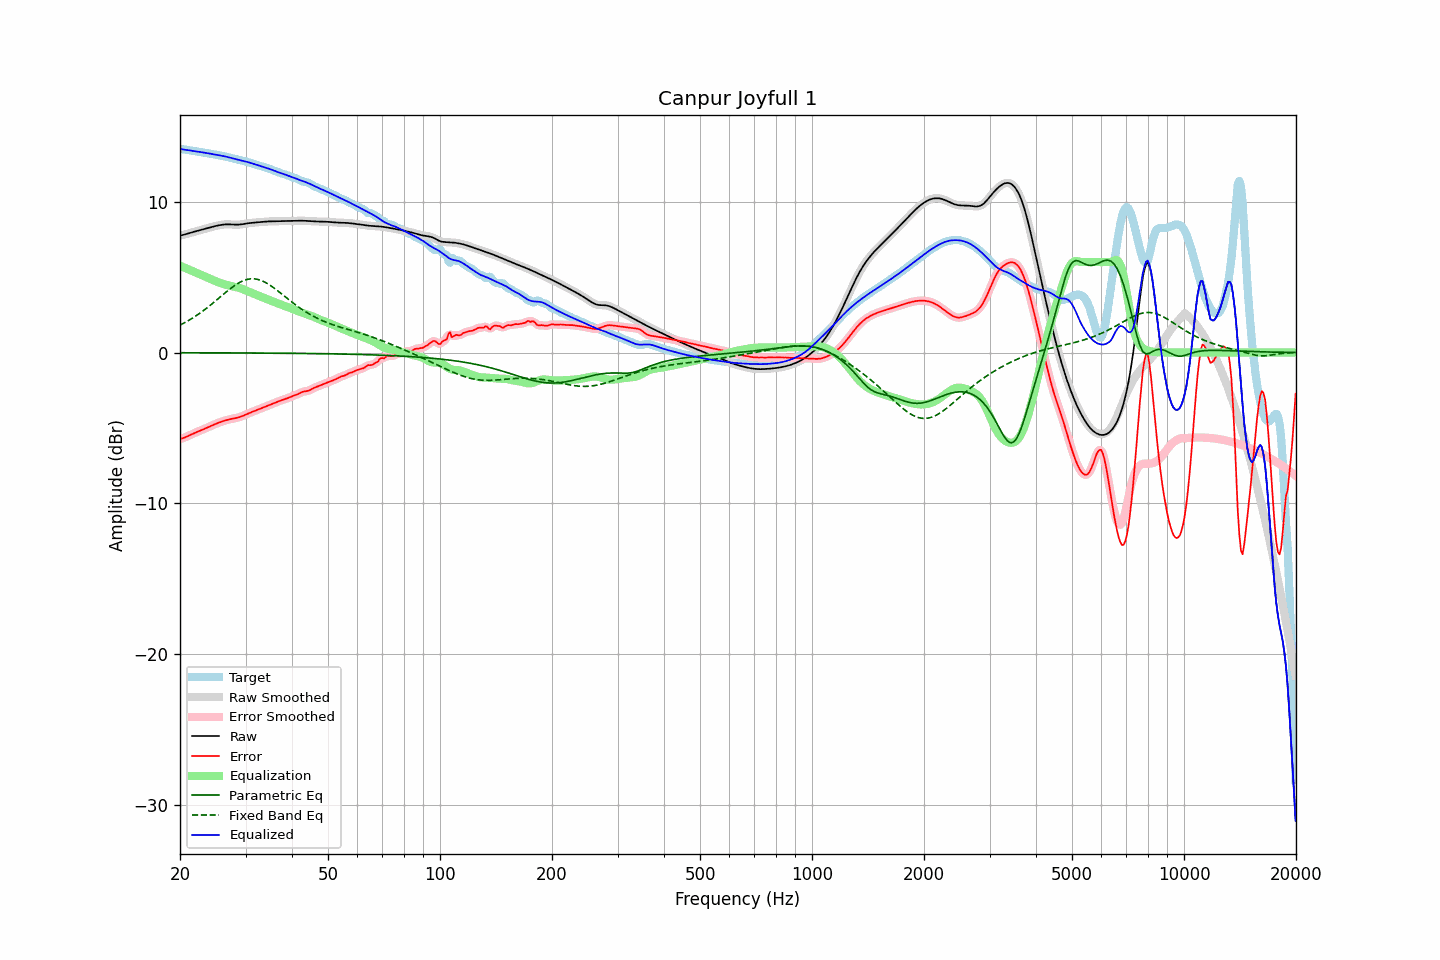 Canpur Joyfull 1
Amplitude (dBr)
10
0
−10
−20
−30
Target
Raw Smoothed
Error Smoothed
Raw
Error
Equalization
Parametric Eq
Fixed Band Eq
Equalized
20 50 100 200 500 1000 2000 5000 10000 20000
Frequency (Hz)